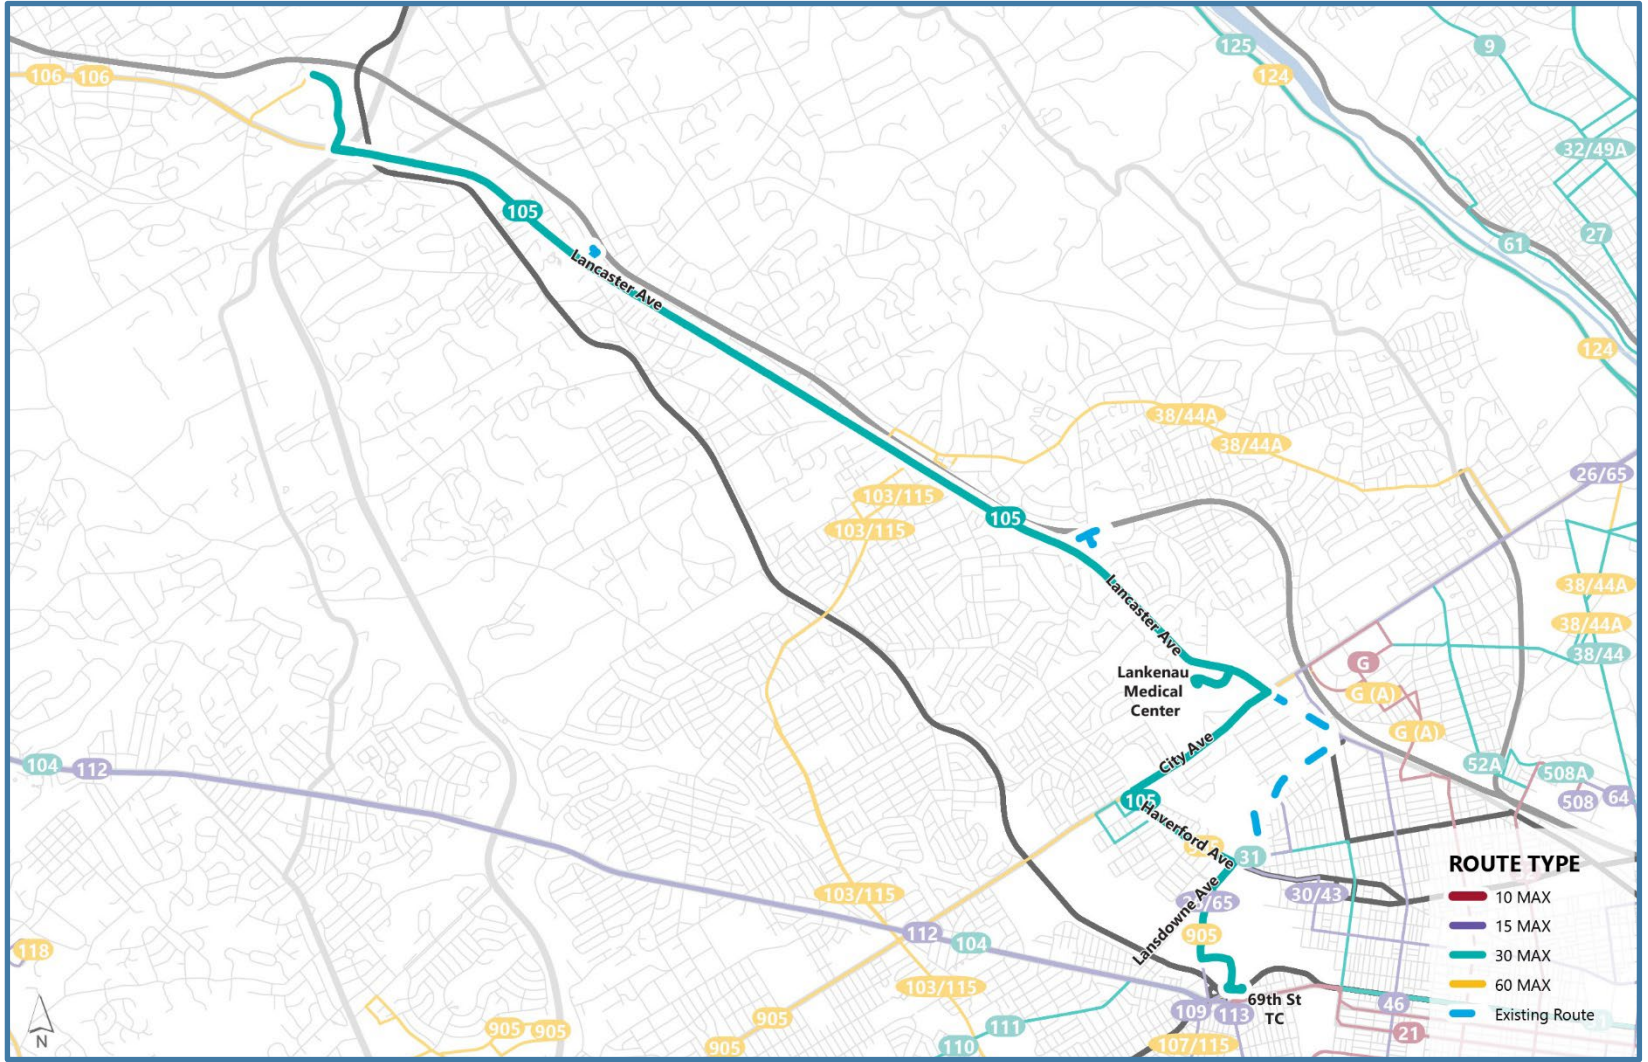 125
9
106 106
124
32/49A
105
27
61
Lancaster Ave
124
38/44A
38/44A
26/65
103/115
105
103/115
38/44A
Lancaster Ave
38/44A
38/44
G
Lankenau
Medical
Center
G (A)
G (A)
City Ave
104
112
52A
508A
508
64
105
Haverford Ave
31
ROUTE TYPE
10 MAX
15 MAX
30 MAX
60 MAX
Existing Route
103/115
30/43
Lansdowne Ave
/65
112
104
905
118
103/115
69th St
TC
46
109
113
905
111
21
905
905
905
110
107/115
N